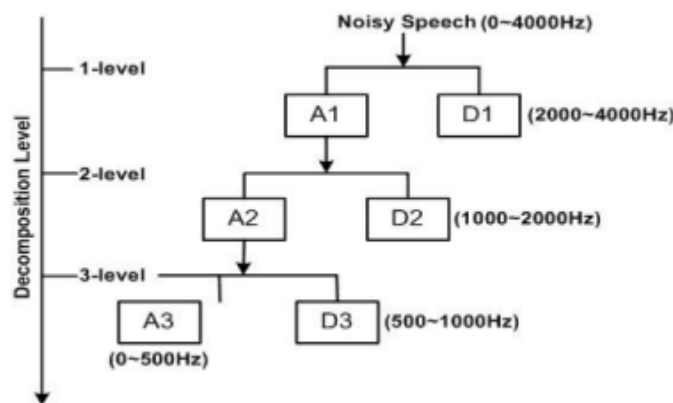 Noisy Speech (0~4000Hz)
1-level
A1
D1
(2000~4000Hz)
2-level
A2
D2
(1000~2000Hz)
3-level
A3
D3
(500~1000Hz)
(0~500Hz)
Decomposition Level